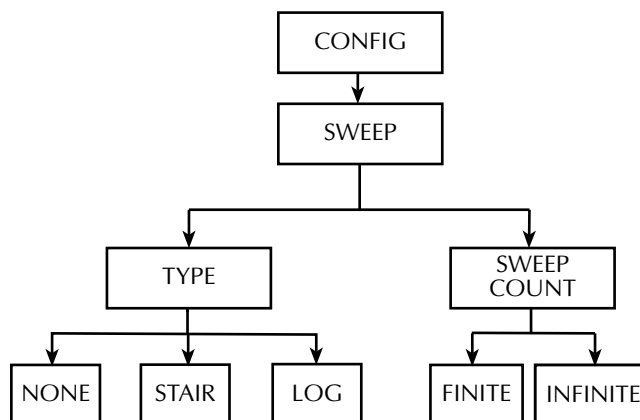 CONFIG
SWEEP
TYPE
SWEEP
COUNT
NONE
STAIR
LOG
FINITE
INFINITE